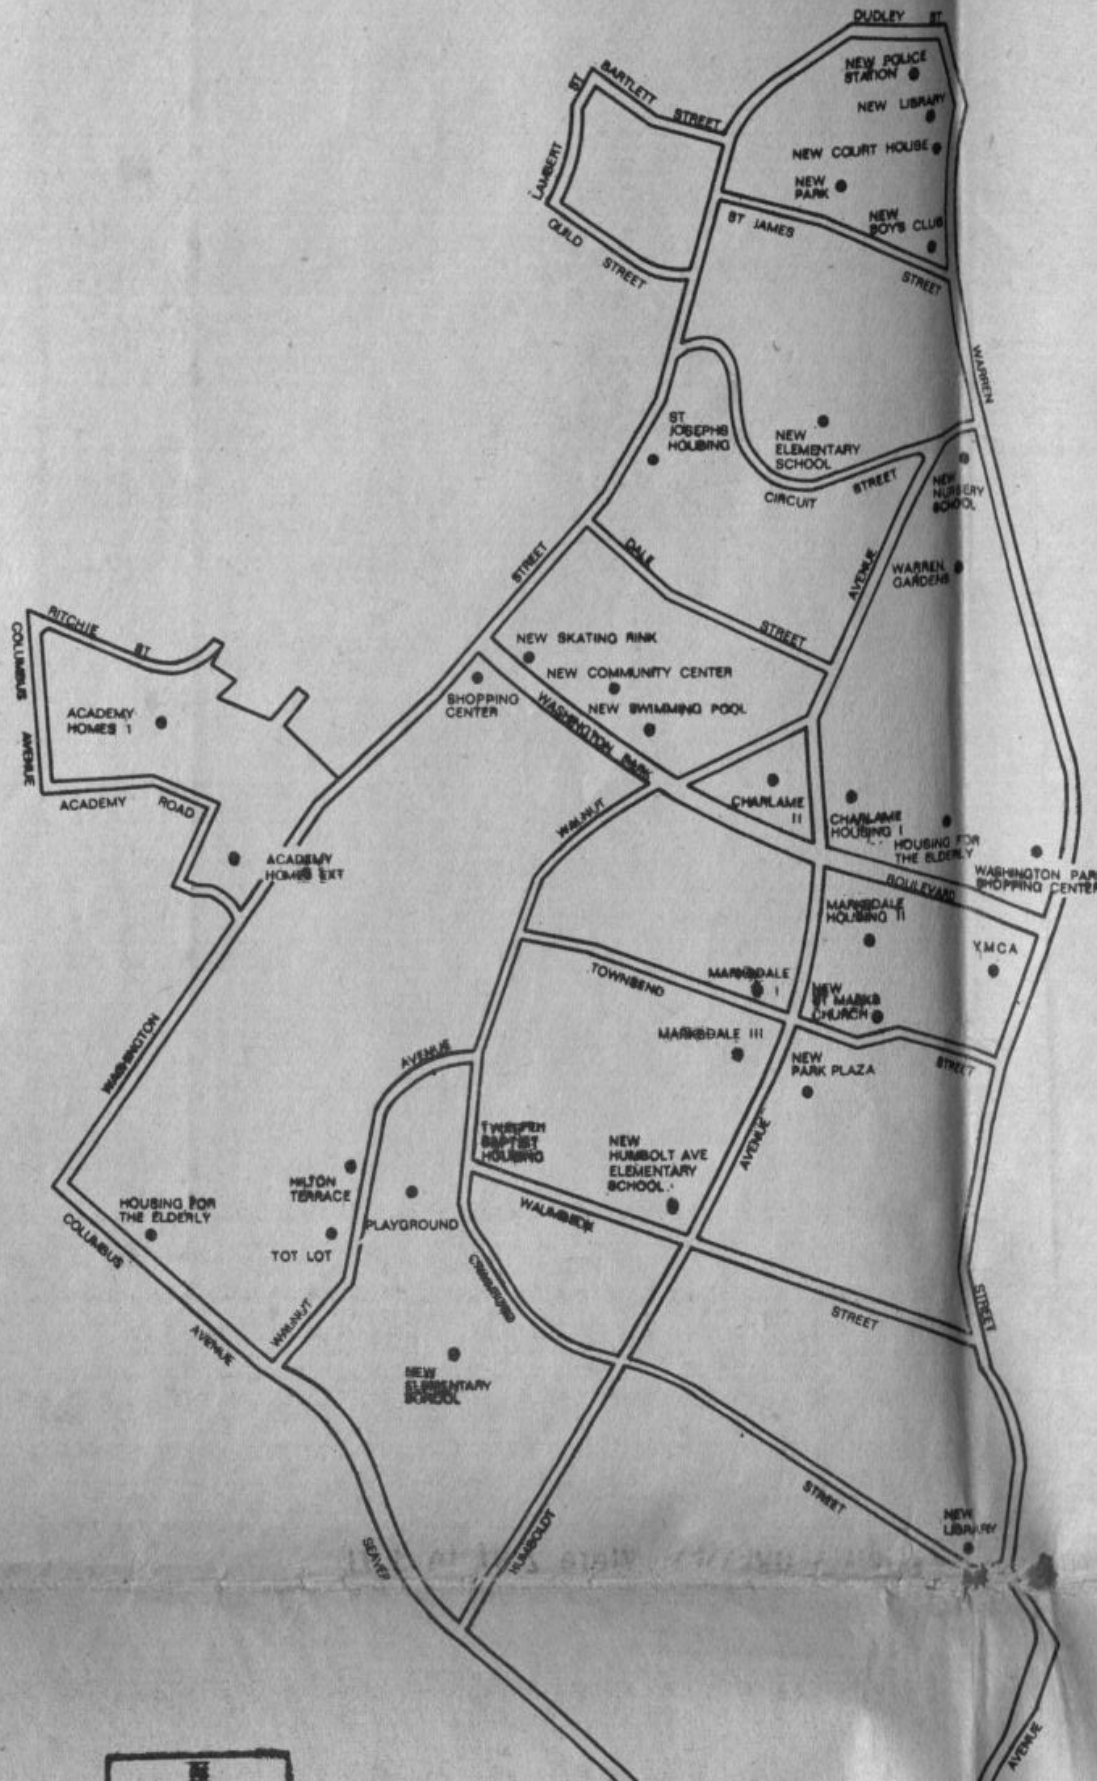 DUDLEY ST
NEW POLICE
STATION
BARTLETT STREET
NEW LIBRARY
NEW COURT HOUSE
NEW
PARK
LAMBERT ST
ST JAMES STREET
NEW
BOYS CLUB
GUILD STREET
WARREN
ST
JOSEPHS
HOUSING
NEW
ELEMENTARY
SCHOOL
CIRCUIT STREET
NEW
NURSERY
SCHOOL
STREET
DALE STREET
AVENUE
WARREN
GARDENS
RITCHIE ST
COLUMBUS AVENUE
NEW SKATING RINK
NEW COMMUNITY CENTER
NEW SWIMMING POOL
SHOPPING
CENTER
WASHINGTON PARK
ACADEMY
HOMES 1
ACADEMY ROAD
WALNUT
CHARLAME
II
CHARLAME
HOUSING I
HOUSING FOR
THE ELDERLY
ACADEMY
HOMES EXT
BOULEVARD
WASHINGTON PAR
SHOPPING CENTER
MARKSDALE
HOUSING II
YMCA
TOWNSEND
MARKSDALE
I
NEW
ST MARKS
CHURCH
WASHINGTON
MARKSDALE III
AVENUE
NEW
PARK PLAZA
STREET
BAPTIST
HOUSING
NEW
HUMBOLT AVE
ELEMENTARY
SCHOOL
AVENUE
HILTON
TERRACE
HOUSING FOR
THE ELDERLY
PLAYGROUND
WAUMBECK
COLUMBUS
TOT LOT
WALNUT
STREET
STREET
AVENUE
NEW
ELEMENTARY
SCHOOL
STREET
NEW
LIBRARY
SEAVER
HUMBOLDT
AVENUE